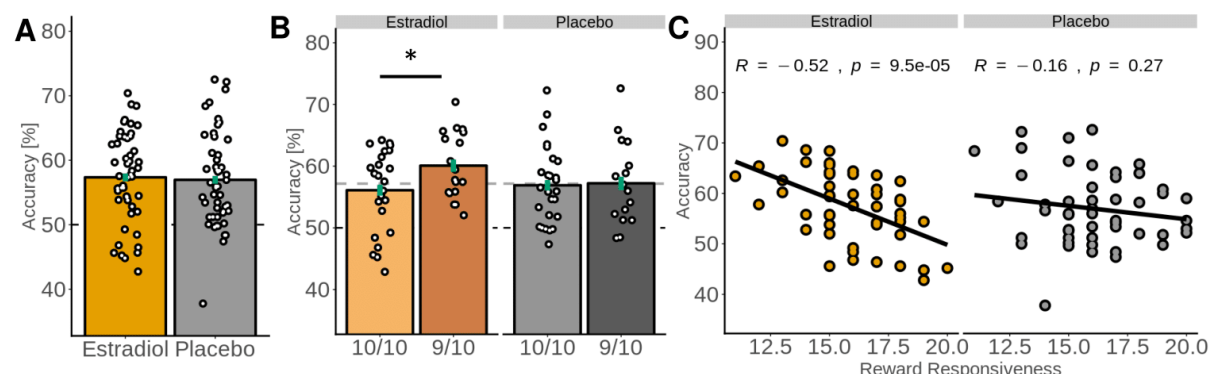 A
Accuracy [%]
80
70
60
50
40
Estradiol Placebo
B
Estradiol Placebo
Accuracy [%]
80
70
60
50
40
*
10/10 9/10 10/10 9/10
C
Estradiol Placebo
Accuracy
90
80
70
60
50
40
R = −0.52 , p = 9.5e-05
R = −0.16 , p = 0.27
12.5 15.0 17.5 20.0 12.5 15.0 17.5 20.0
Reward Responsiveness